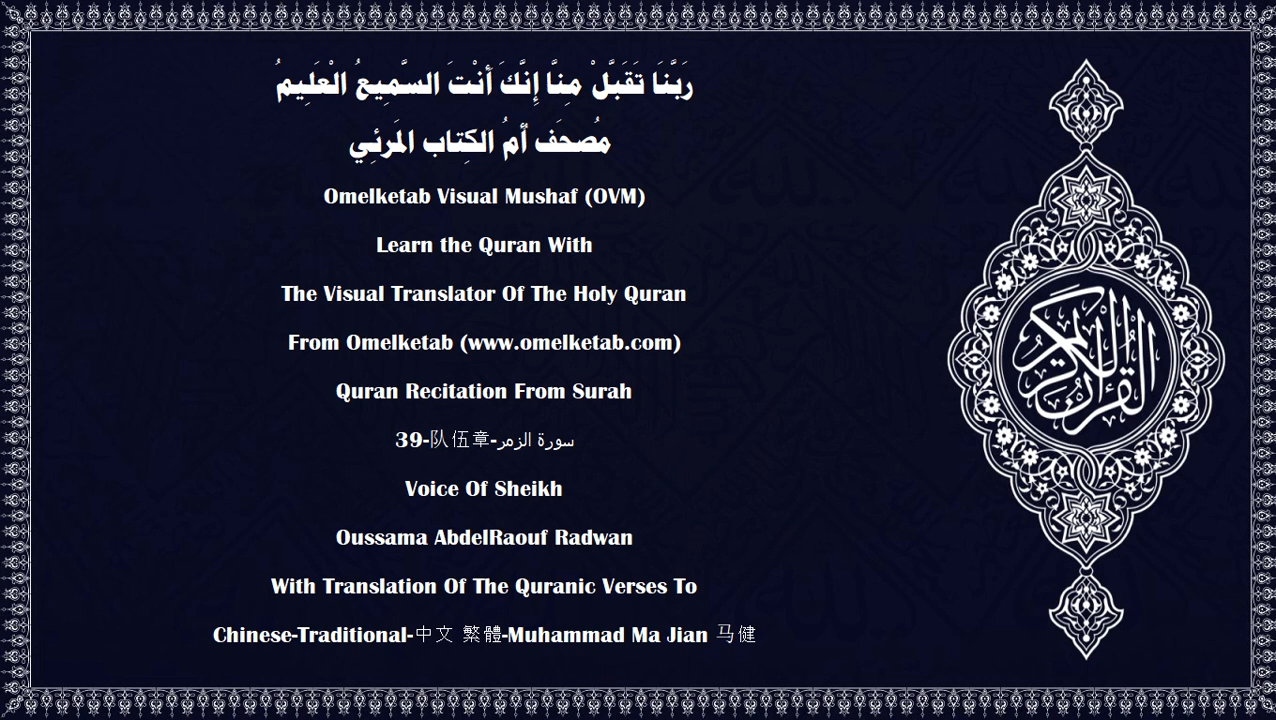 رَبَّنَا تَقَبَّلْ مِنَّا إِنَّكَ أَنْتَ السَّمِيعُ الْعَلِيمُ
مُصحَف أمُ الكِتاب المَرئِي
Omelketab Visual Mushaf (OVM)
Learn the Quran With
The Visual Translator Of The Holy Quran
From Omelketab (www.omelketab.com)
Quran Recitation From Surah
39-队伍章-سورة الزمر
Voice Of Sheikh
Oussama AbdelRaouf Radwan
With Translation Of The Quranic Verses To
Chinese-Traditional-中文 繁體-Muhammad Ma Jian 马健
القرآن الكريم